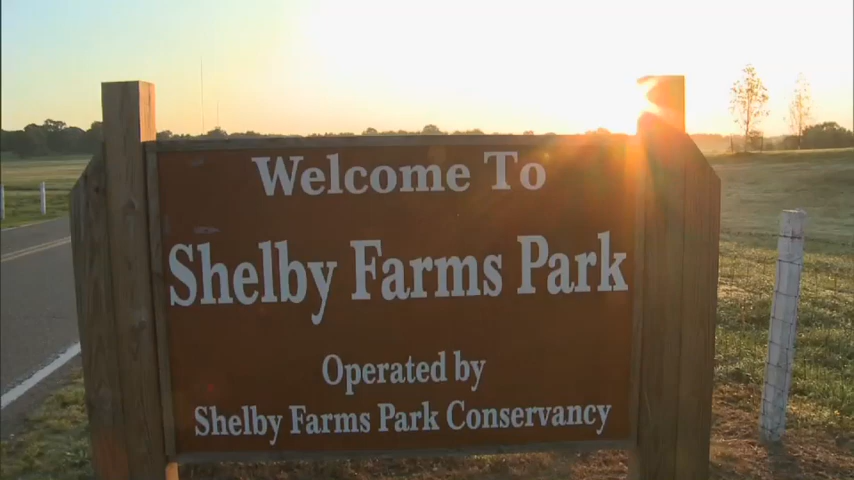 Welcome To
Shelby Farms Park
Operated by
Shelby Farms Park Conservancy